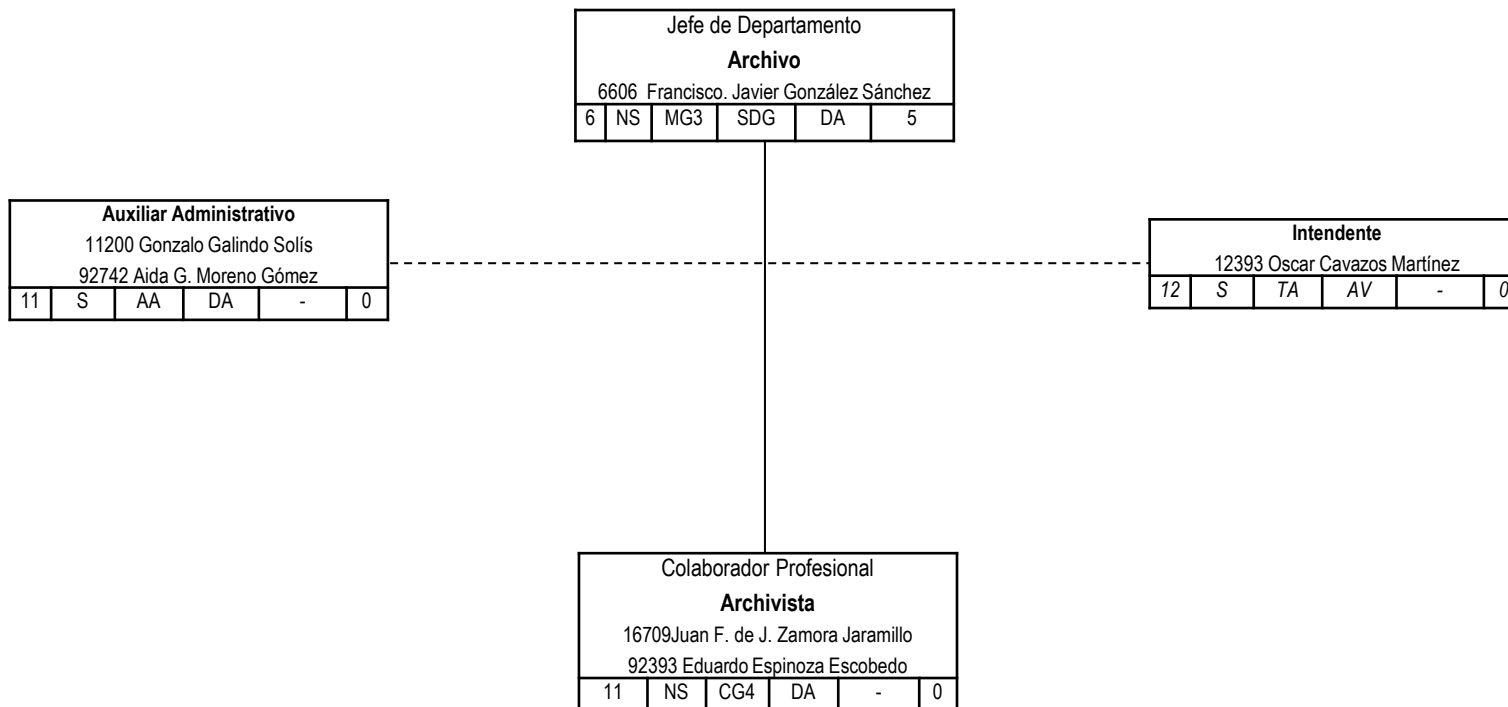 Jefe de Departamento
Archivo
6606 Francisco. Javier González Sánchez
6 NS MG3 SDG DA 5
Auxiliar Administrativo
11200 Gonzalo Galindo Solís
92742 Aida G. Moreno Gómez
11 S AA DA - 0
Intendente
12393 Oscar Cavazos Martínez
12 S TA AV - 0
Colaborador Profesional
Archivista
16709Juan F. de J. Zamora Jaramillo
92393 Eduardo Espinoza Escobedo
11 NS CG4 DA - 0